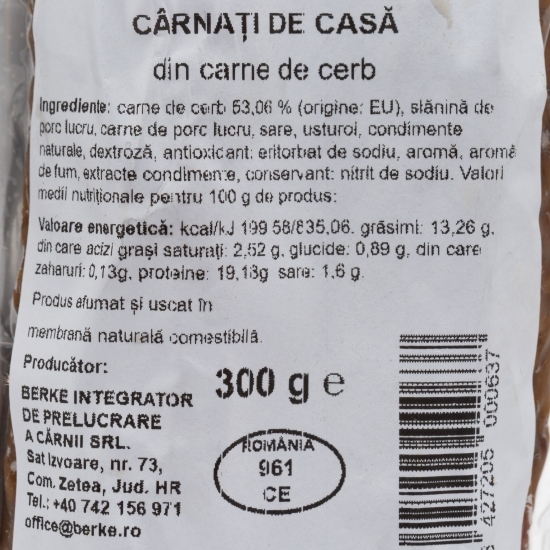 CÂRNAȚI DE CASĂ
din carne de cerb
Ingrediente: carne de cerb 53,06 % (origine: EU), slănină de
porc lucru, carne de porc lucru, sare, usturoi, condimente
naturale, dextroză, antioxidant: eritorbat de sodiu, aromă, aromă
de fum, extracte condimente, conservant: nitrit de sodiu. Valori
medii nutriționale pentru 100 g de produs:
Valoare energetică: kcal/kJ 199 58/835,06. grăsimi: 13,26 g,
din care acizi grași saturați: 2,52 g, glucide: 0,89 g, din care
zaharuri: 0,13g, proteine: 19,13g sare: 1,6 g.
Produs afumat și uscat în
membrană naturală comestibilă.
Producător:
BERKE INTEGRATOR
DE PRELUCRARE
A CĂRNII SRL.
Sat Izvoare, nr. 73,
Com. Zetea, Jud. HR
Tel.: +40 742 156 971
office@berke.ro
300 g e
ROMÂNIA
961
CE
427205 000637